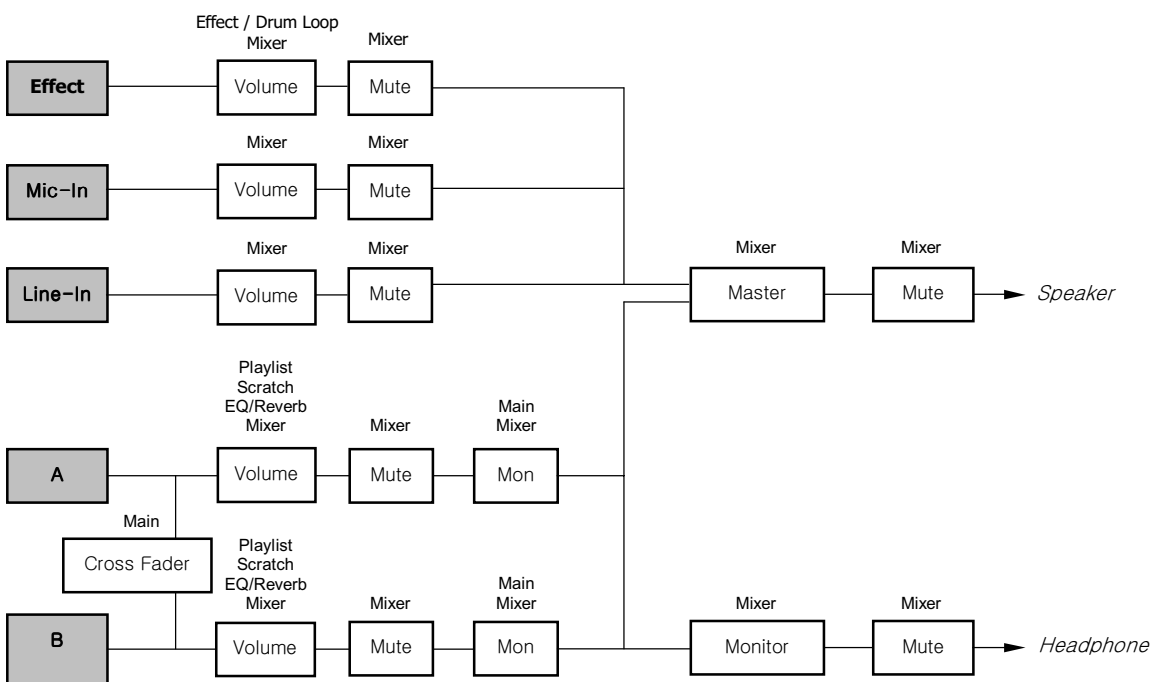 Effect / Drum Loop
Mixer
Mixer
Effect
Volume
Mute
Mixer
Mixer
Mic-In
Volume
Mute
Mixer
Mixer
Line-In
Volume
Mute
Mixer
Mixer
Master
Mute
Speaker
Playlist
Scratch
EQ/Reverb
Mixer
Mixer
Main
Mixer
A
Volume
Mute
Mon
Main
Cross Fader
Playlist
Scratch
EQ/Reverb
Mixer
Mixer
Main
Mixer
B
Volume
Mute
Mon
Mixer
Mixer
Monitor
Mute
Headphone